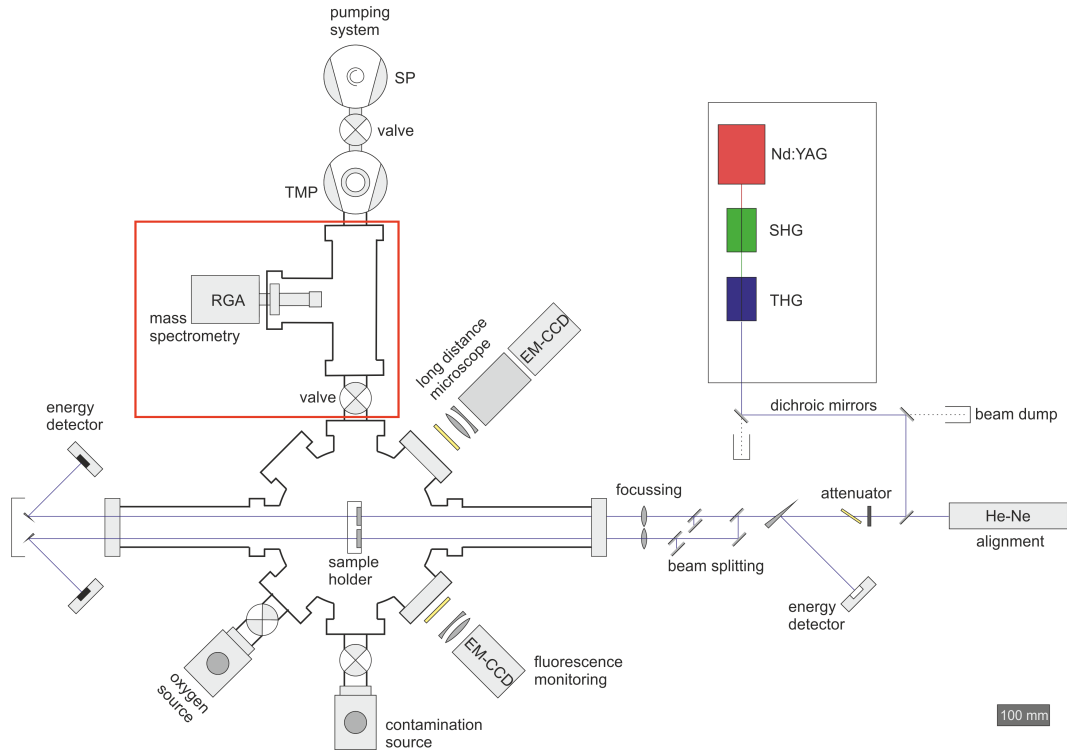 pumping
system
SP
valve
TMP
Nd:YAG
SHG
THG
RGA
mass
spectrometry
valve
long distance
microscope
EM-CCD
energy
detector
dichroic mirrors
beam dump
focussing
attenuator
He-Ne
alignment
sample
holder
beam splitting
energy
detector
oxygen
source
EM-CCD
fluorescence
monitoring
contamination
source
100 mm